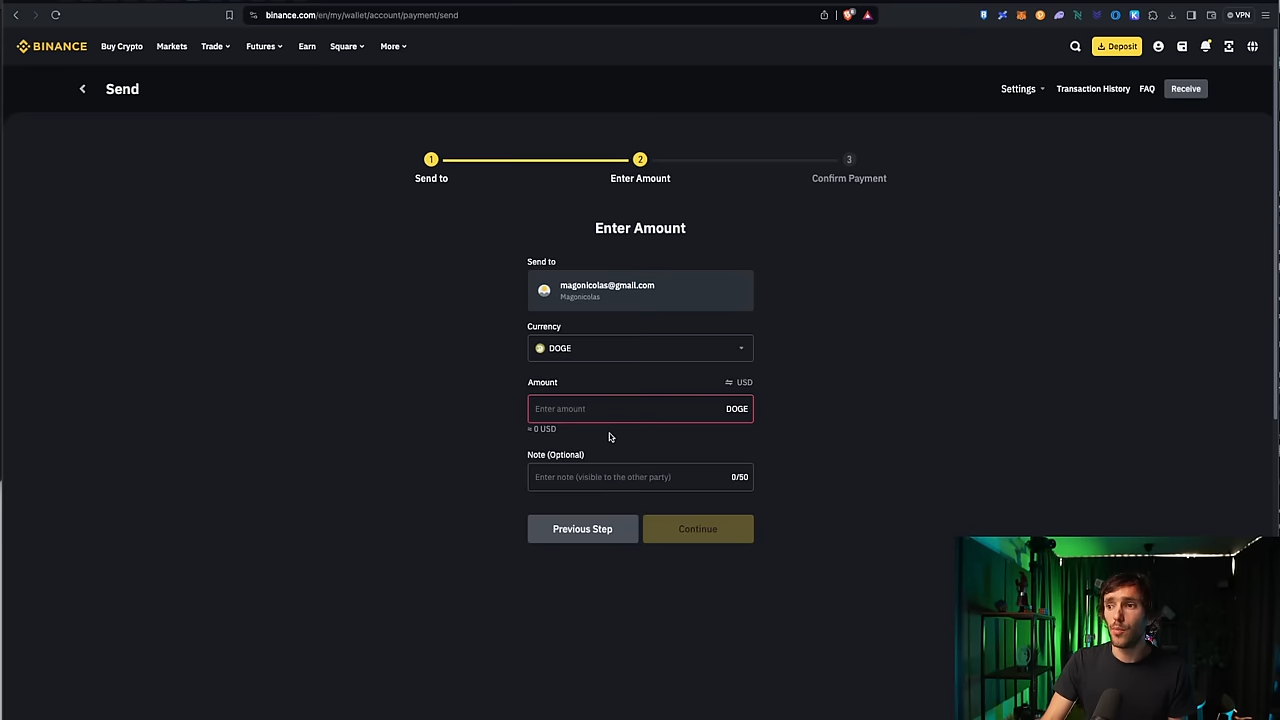 binance.com/en/my/wallet/account/payment/send
VPN
BINANCE
Buy Crypto
Markets
Trade
Futures
Earn
Square
More
Deposit
Send
Settings
Transaction History
FAQ
Receive
1
2
3
Send to
Enter Amount
Confirm Payment
Enter Amount
Send to
magonicolas@gmail.com
Magonicolas
Currency
DOGE
Amount
USD
Enter amount
DOGE
≈ 0 USD
Note (Optional)
Enter note (visible to the other party)
0/50
Previous Step
Continue